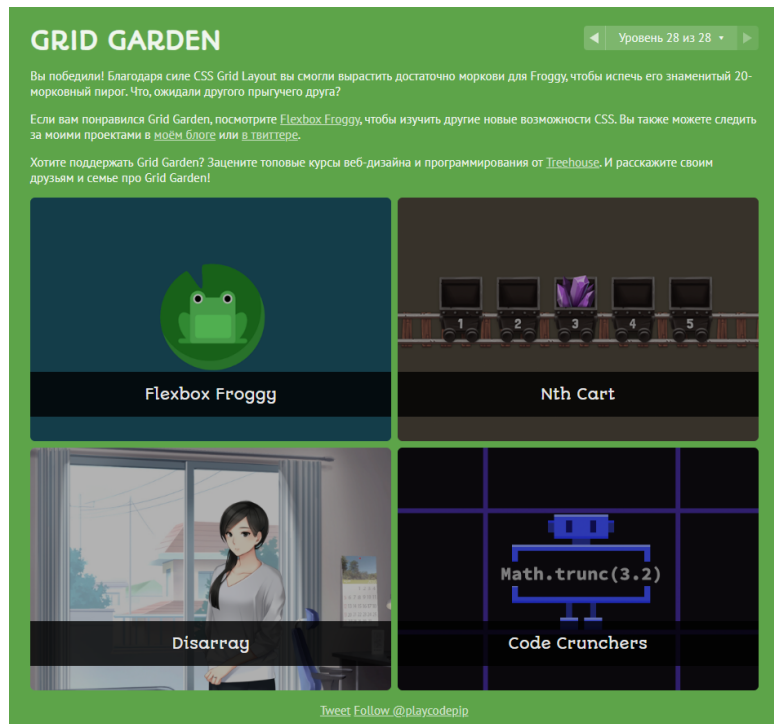 GRID GARDEN
Уровень 28 из 28
Вы победили! Благодаря силе CSS Grid Layout вы смогли вырастить достаточно моркови для Froggy, чтобы испечь его знаменитый 20-
морковный пирог. Что, ожидали другого прыгучего друга?
Если вам понравился Grid Garden, посмотрите Flexbox Froggy, чтобы изучить другие новые возможности CSS. Вы также можете следить
за моими проектами в моём блоге или в твиттере.
Хотите поддержать Grid Garden? Зацените топовые курсы веб-дизайна и программирования от Treehouse. И расскажите своим
друзьям и семье про Grid Garden!
1 2 3 4 5
Flexbox Froggy
Nth Cart
Math.trunc(3.2)
Disarray
Code Crunchers
Tweet Follow @playcodepip